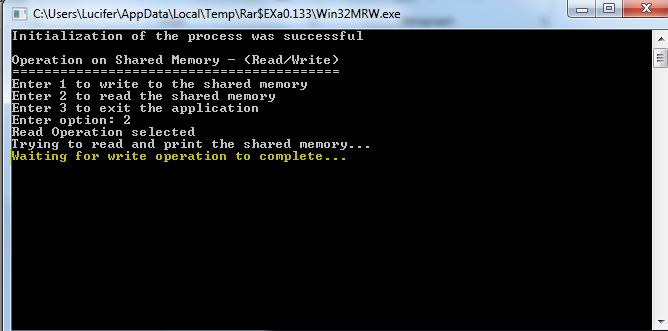 C:\Users\Lucifer\AppData\Local\Temp\Rar$EXa0.133\Win32MRW.exe
Initialization of the process was successful
Operation on Shared Memory - (Read/Write)
=========================================
Enter 1 to write to the shared memory
Enter 2 to read the shared memory
Enter 3 to exit the application
Enter option: 2
Read Operation selected
Trying to read and print the shared memory...
Waiting for write operation to complete...